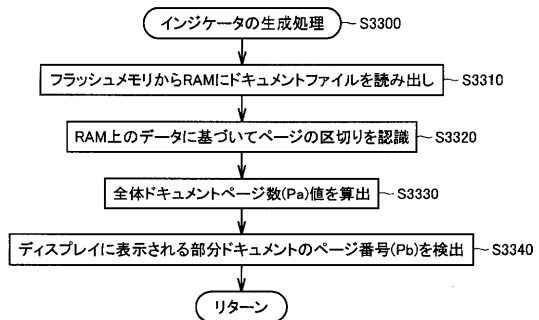 インジケータの生成処理 S3300
フラッシュメモリからRAMにドキュメントファイルを読み出し S3310
RAM上のデータに基づいてページの区切りを認識 S3320
全体ドキュメントページ数(Pa)値を算出 S3330
ディスプレイに表示される部分ドキュメントのページ番号(Pb)を検出 S3340
リターン